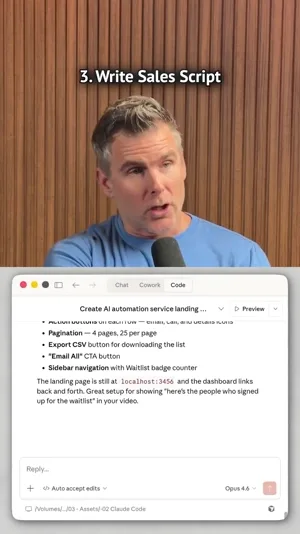 3. Write Sales Script
Chat Cowork Code
Create AI automation service landing ... Preview
Action buttons on each row — email, call, and details icons
• Pagination — 4 pages, 25 per page
• Export CSV button for downloading the list
• "Email All" CTA button
• Sidebar navigation with Waitlist badge counter
The landing page is still at localhost:3456 and the dashboard links
back and forth. Great setup for showing "here's the people who signed
up for the waitlist" in your video.
Reply...
Auto accept edits Opus 4.6
/Volumes/.../03 - Assets/-02 Claude Code